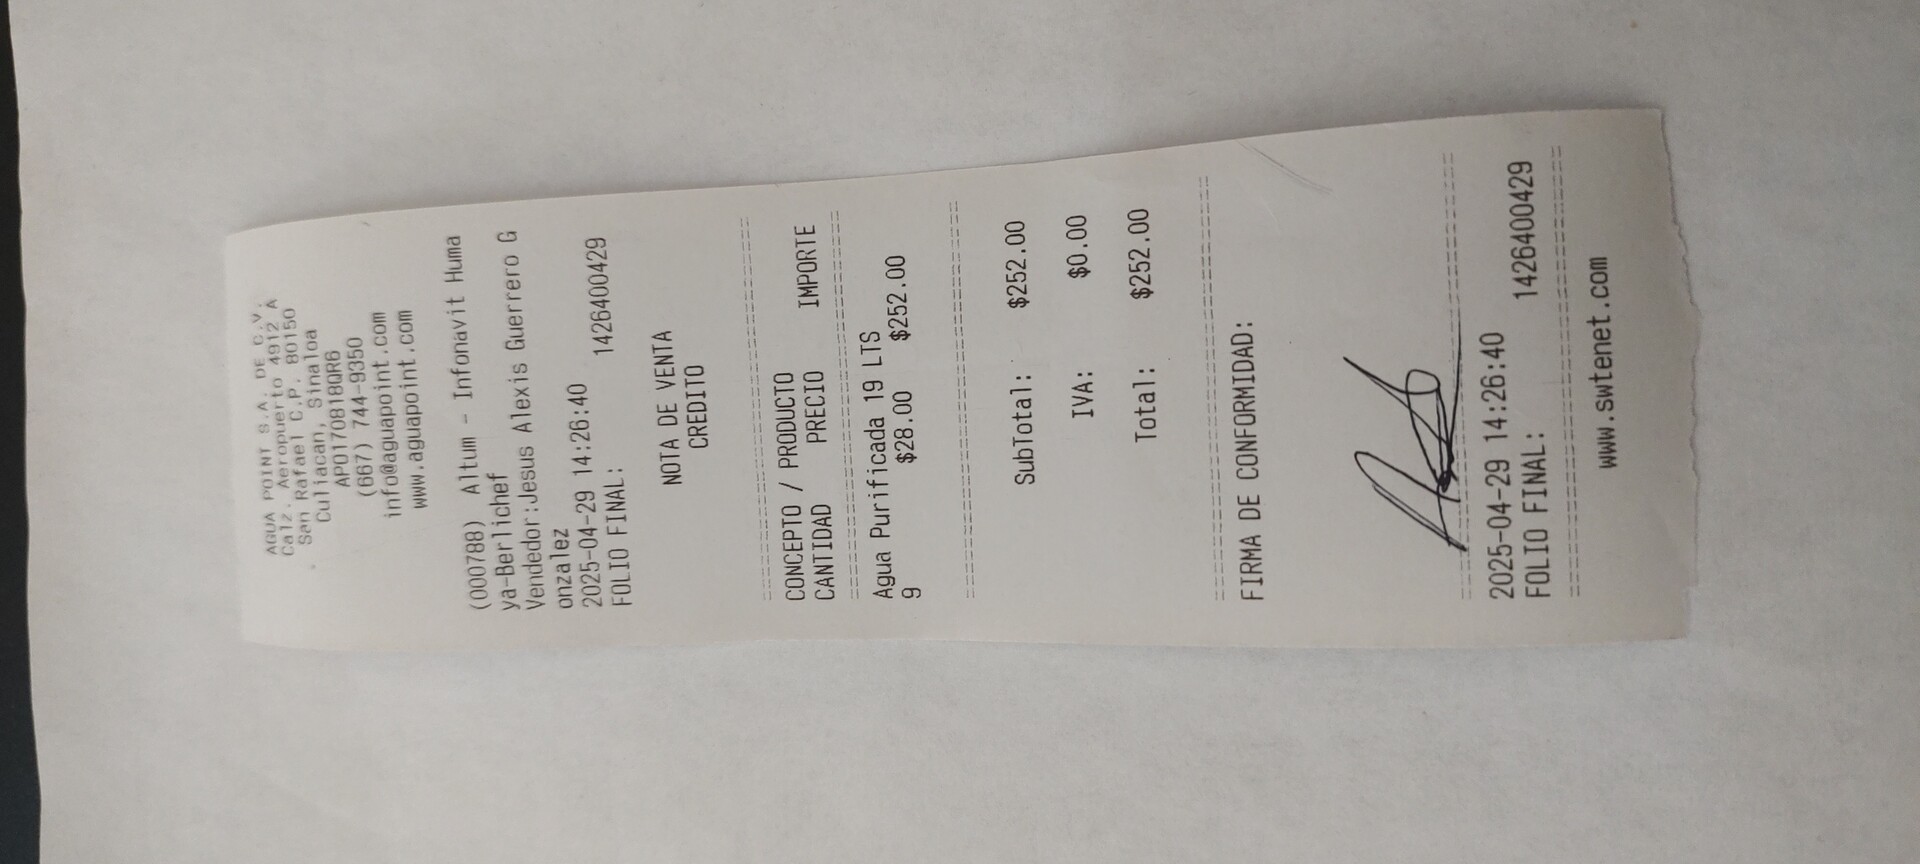 AGUA POINT S.A. DE C.V.
Calz. Aeropuerto 4912 A
San Rafael C.P. 80150
Culiacan, Sinaloa
APO170818QR6
(667) 744-9350
info@aguapoint.com
www.aguapoint.com
(000788) Altum - Infonavit Huma
ya-Berlichef
Vendedor:Jesus Alexis Guerrero G
onzalez
2025-04-29 14:26:40
FOLIO FINAL: 1426400429
NOTA DE VENTA
CREDITO
CONCEPTO / PRODUCTO
CANTIDAD PRECIO IMPORTE
Agua Purificada 19 LTS
9 $28.00 $252.00
SubTotal: $252.00
IVA: $0.00
Total: $252.00
FIRMA DE CONFORMIDAD:
2025-04-29 14:26:40
FOLIO FINAL: 1426400429
www.swtenet.com